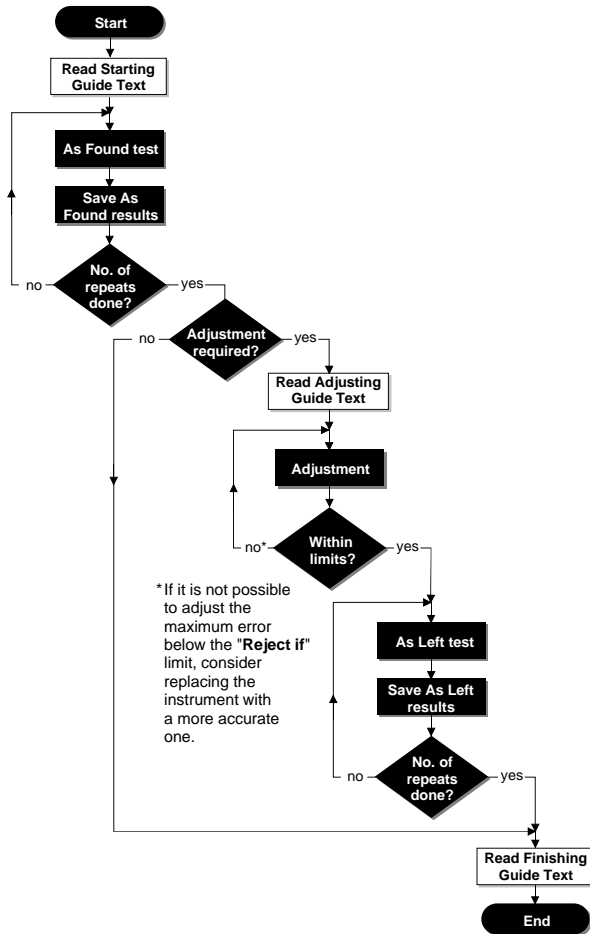 Start
Read Starting
Guide Text
As Found test
Save As
Found results
No. of
repeats
done?
no
yes
Adjustment
required?
no
yes
Read Adjusting
Guide Text
Adjustment
Within
limits?
no*
yes
* If it is not possible
to adjust the
maximum error
below the "Reject if"
limit, consider
replacing the
instrument with
a more accurate
one.
As Left test
Save As Left
results
No. of
repeats
done?
no
yes
Read Finishing
Guide Text
End